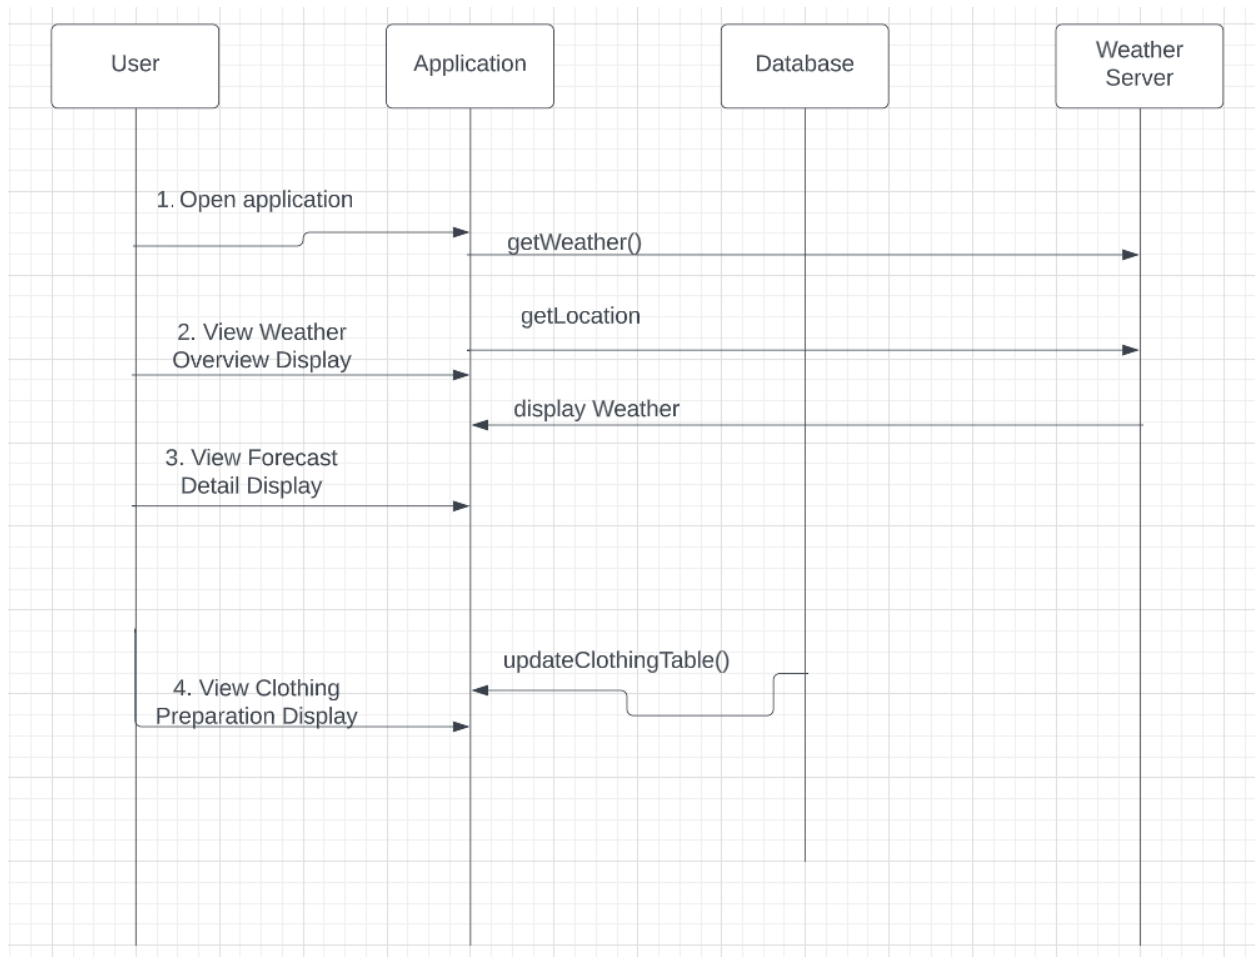 User
Application
Database
Weather
Server
1. Open application
getWeather()
getLocation
2. View Weather
Overview Display
display Weather
3. View Forecast
Detail Display
updateClothingTable()
4. View Clothing
Preparation Display